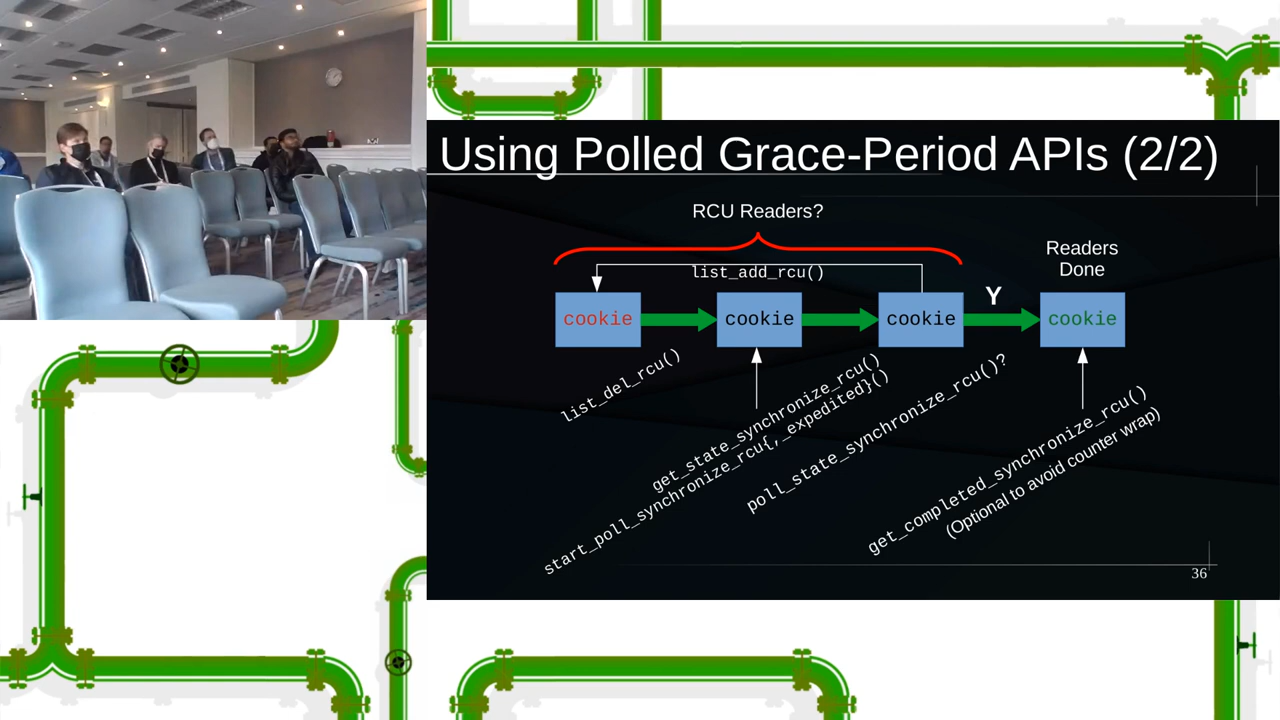 Using Polled Grace-Period APIs (2/2)
RCU Readers?
Readers
Done
list_add_rcu()
Y
cookie
cookie
cookie
cookie
list_del_rcu()
get_state_synchronize_rcu()
start_poll_synchronize_rcu{,_expedited}()
poll_state_synchronize_rcu()?
get_completed_synchronize_rcu()
(Optional to avoid counter wrap)
36